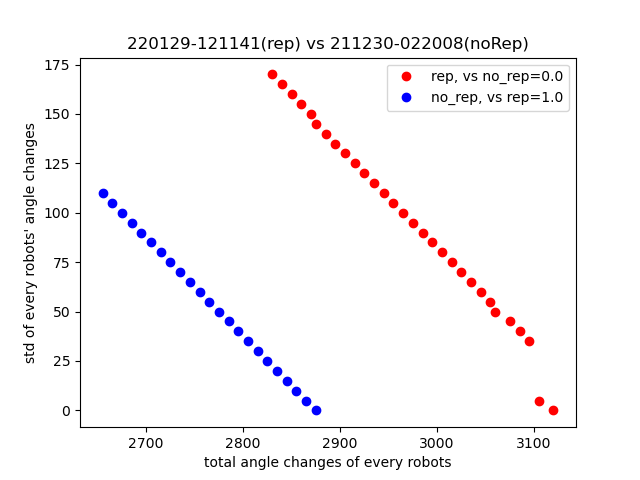 220129-121141(rep) vs 211230-022008(noRep)
rep, vs no_rep=0.0
no_rep, vs rep=1.0
std of every robots' angle changes
175
150
125
100
75
50
25
0
2700 2800 2900 3000 3100
total angle changes of every robots